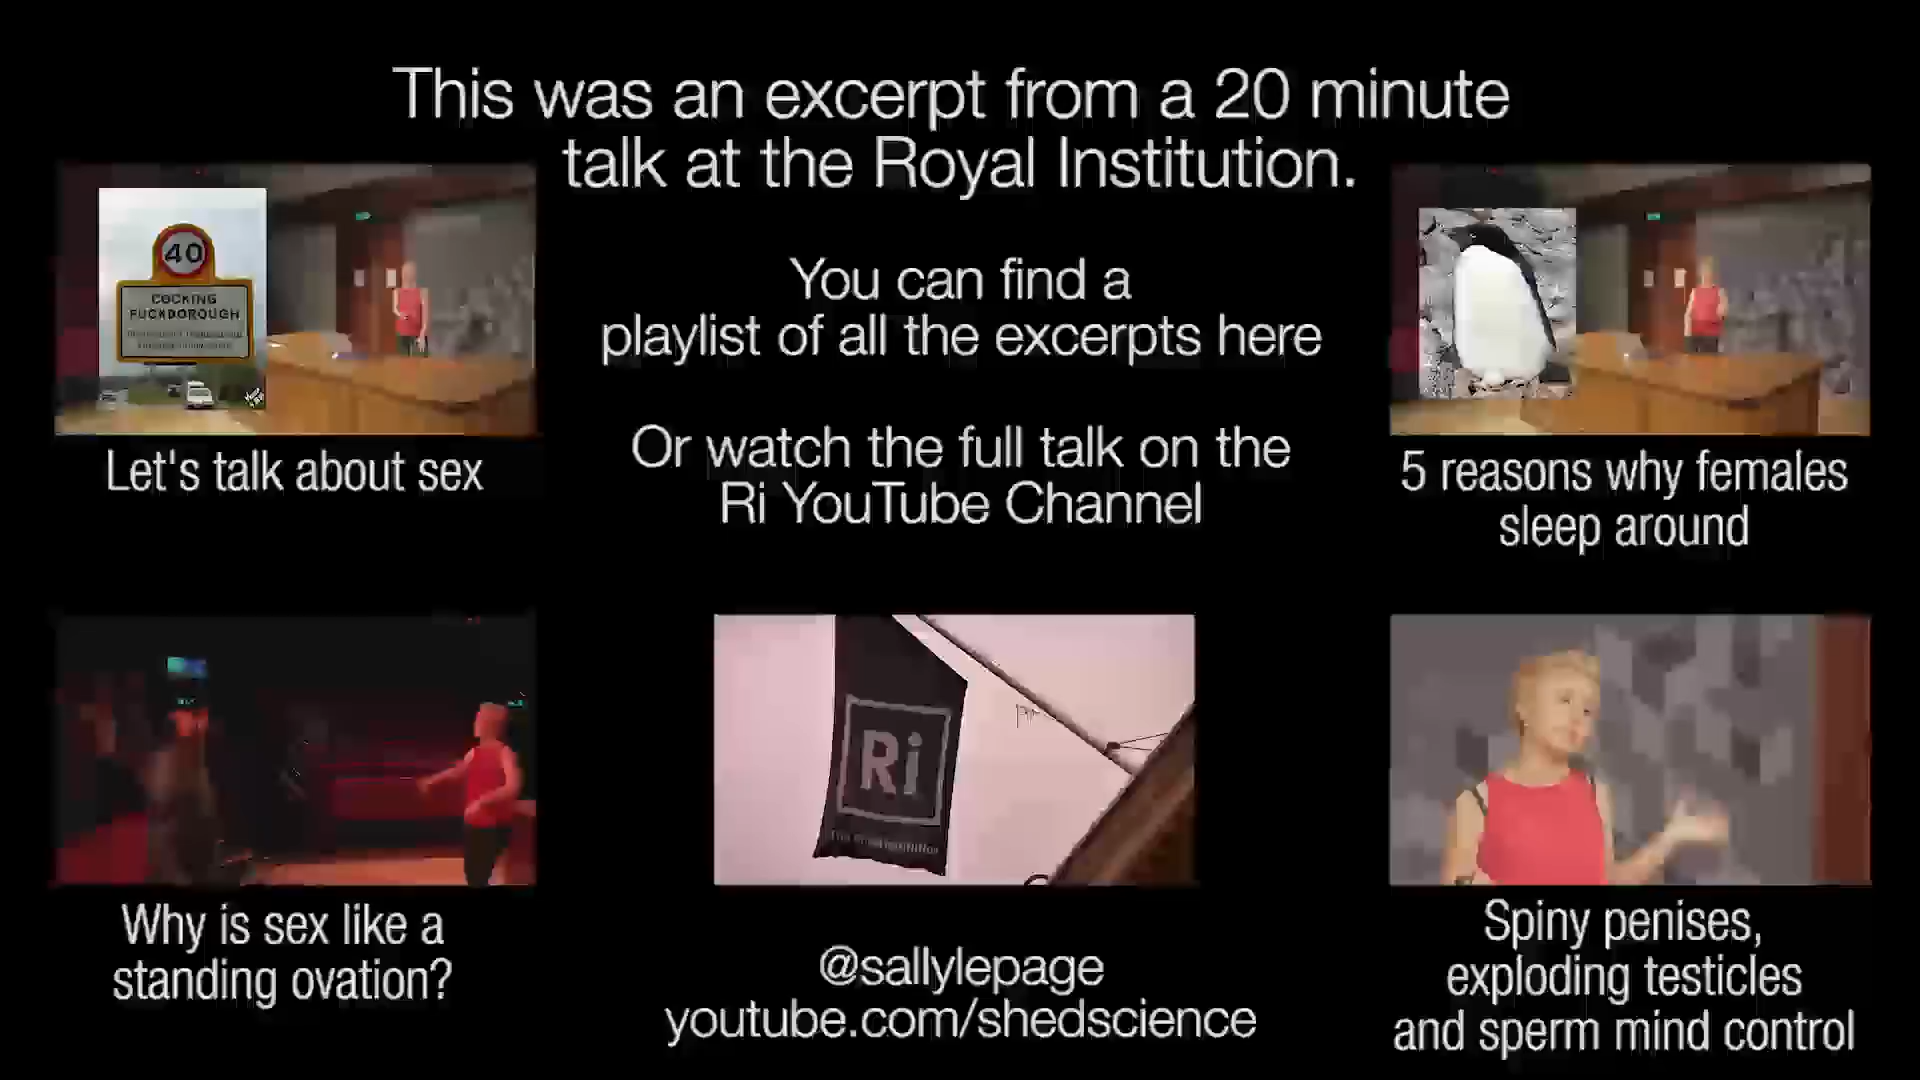 This was an excerpt from a 20 minute
talk at the Royal Institution.
40
COCKING
FUCKBOROUGH
You can find a
playlist of all the excerpts here
Let's talk about sex
Or watch the full talk on the
Ri YouTube Channel
5 reasons why females
sleep around
Ri
Why is sex like a
standing ovation?
@sallylepage
youtube.com/shedscience
Spiny penises,
exploding testicles
and sperm mind control